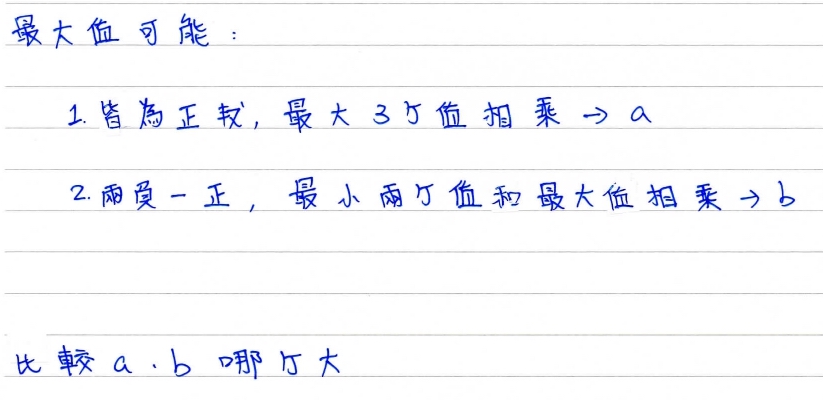 最大值可能：
1. 皆為正数, 最大3个值相乘 → a
2. 兩負一正, 最小兩个值和最大值相乘 → b
比較 a、b 哪个大